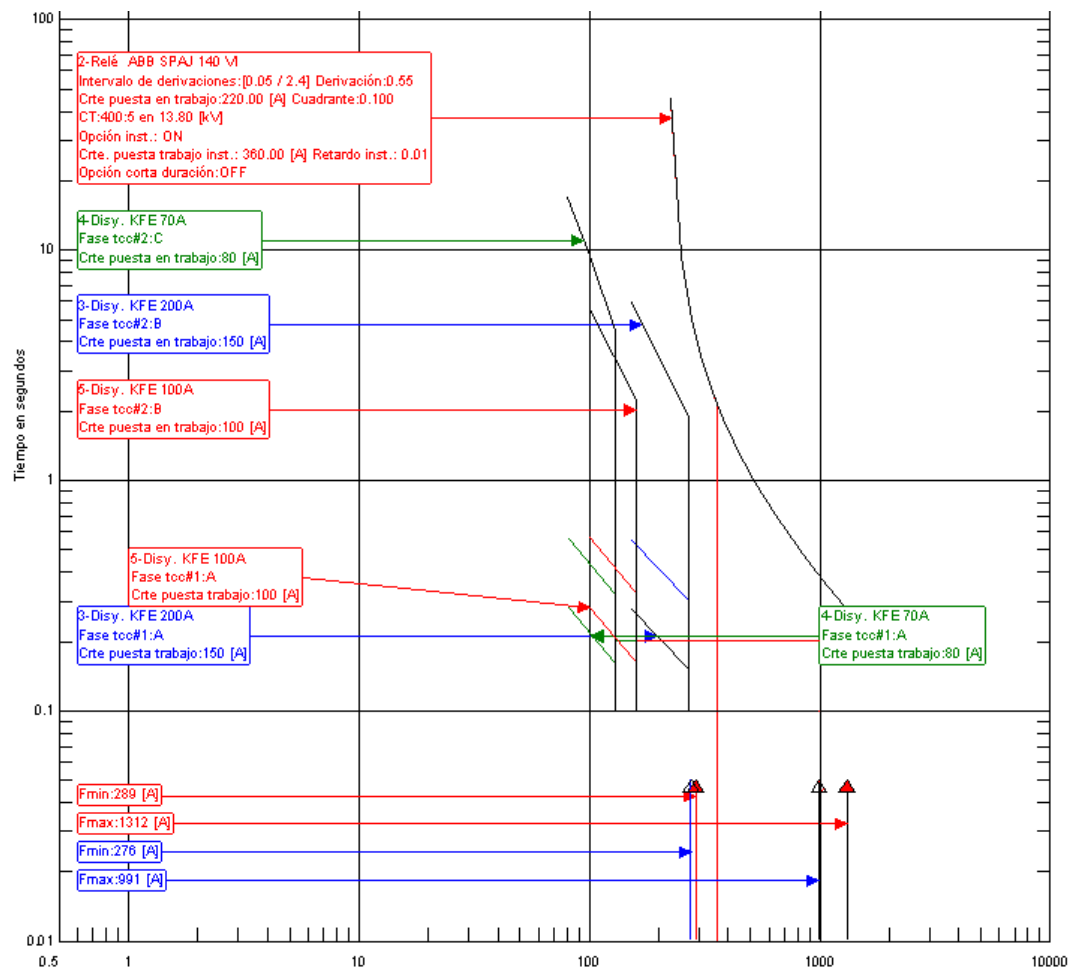 100
2-Relé ABB SPAJ 140 VI
Intervalo de derivaciones:[0.05 / 2.4] Derivación:0.55
Crte puesta en trabajo:220.00 [A] Cuadrante:0.100
CT:400:5 en 13.80 [kV]
Opción inst.: ON
Crte. puesta trabajo inst.: 360.00 [A] Retardo inst.: 0.01
Opción corta duración:OFF
4-Disy. KFE 70A
Fase tcc#2:C
Crte puesta en trabajo:80 [A]
10
3-Disy. KFE 200A
Fase tcc#2:B
Crte puesta en trabajo:150 [A]
5-Disy. KFE 100A
Fase tcc#2:B
Crte puesta en trabajo:100 [A]
Tiempo en segundos
1
5-Disy. KFE 100A
Fase tcc#1:A
Crte puesta trabajo:100 [A]
3-Disy. KFE 200A
Fase tcc#1:A
Crte puesta trabajo:150 [A]
4-Disy. KFE 70A
Fase tcc#1:A
Crte puesta trabajo:80 [A]
0.1
Fmin:289 [A]
Fmax:1312 [A]
Fmin:276 [A]
Fmax:991 [A]
0.01
0.5 1 10 100 1000 10000